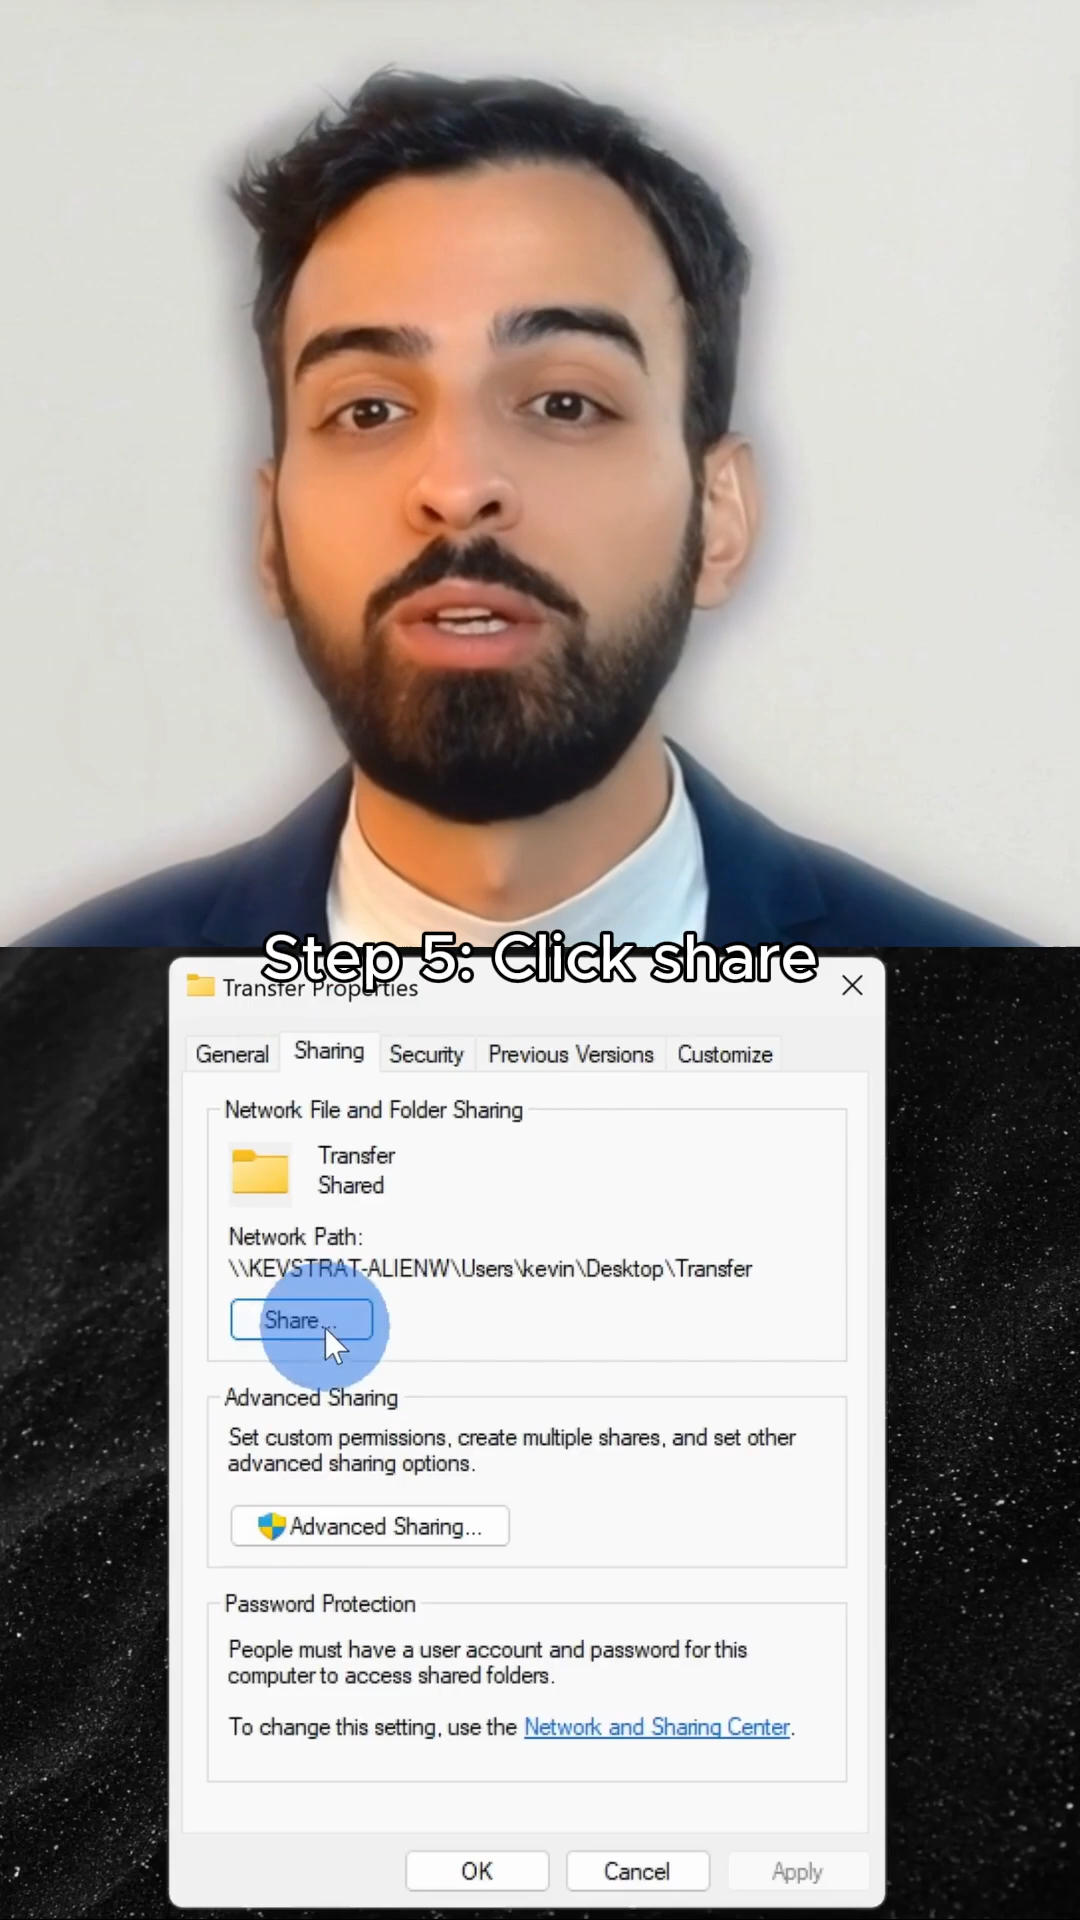 Step 5: Click share
Transfer Properties
General
Sharing
Security
Previous Versions
Customize
Network File and Folder Sharing
Transfer
Shared
Network Path:
\\KEVSTRAT-ALIENW\Users\kevin\Desktop\Transfer
Share...
Advanced Sharing
Set custom permissions, create multiple shares, and set other
advanced sharing options.
Advanced Sharing...
Password Protection
People must have a user account and password for this
computer to access shared folders.
To change this setting, use the Network and Sharing Center.
OK
Cancel
Apply